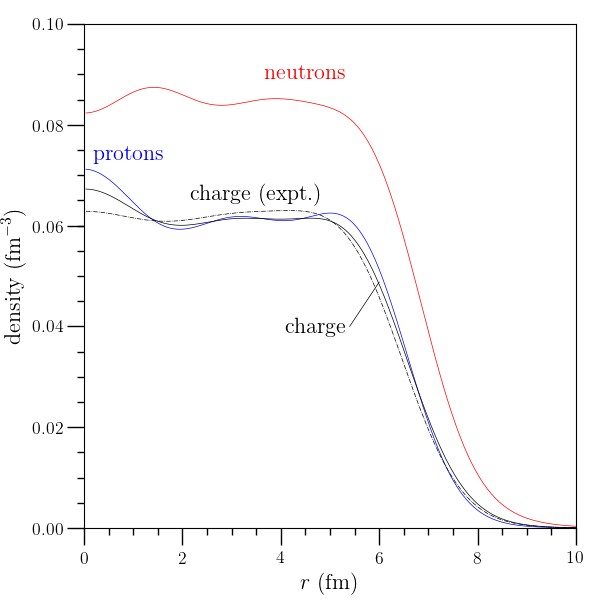 0.10
neutrons
0.08
protons
charge (expt.)
0.06
density (fm⁻³)
charge
0.04
0.02
0.00
0 2 4 6 8 10
r (fm)